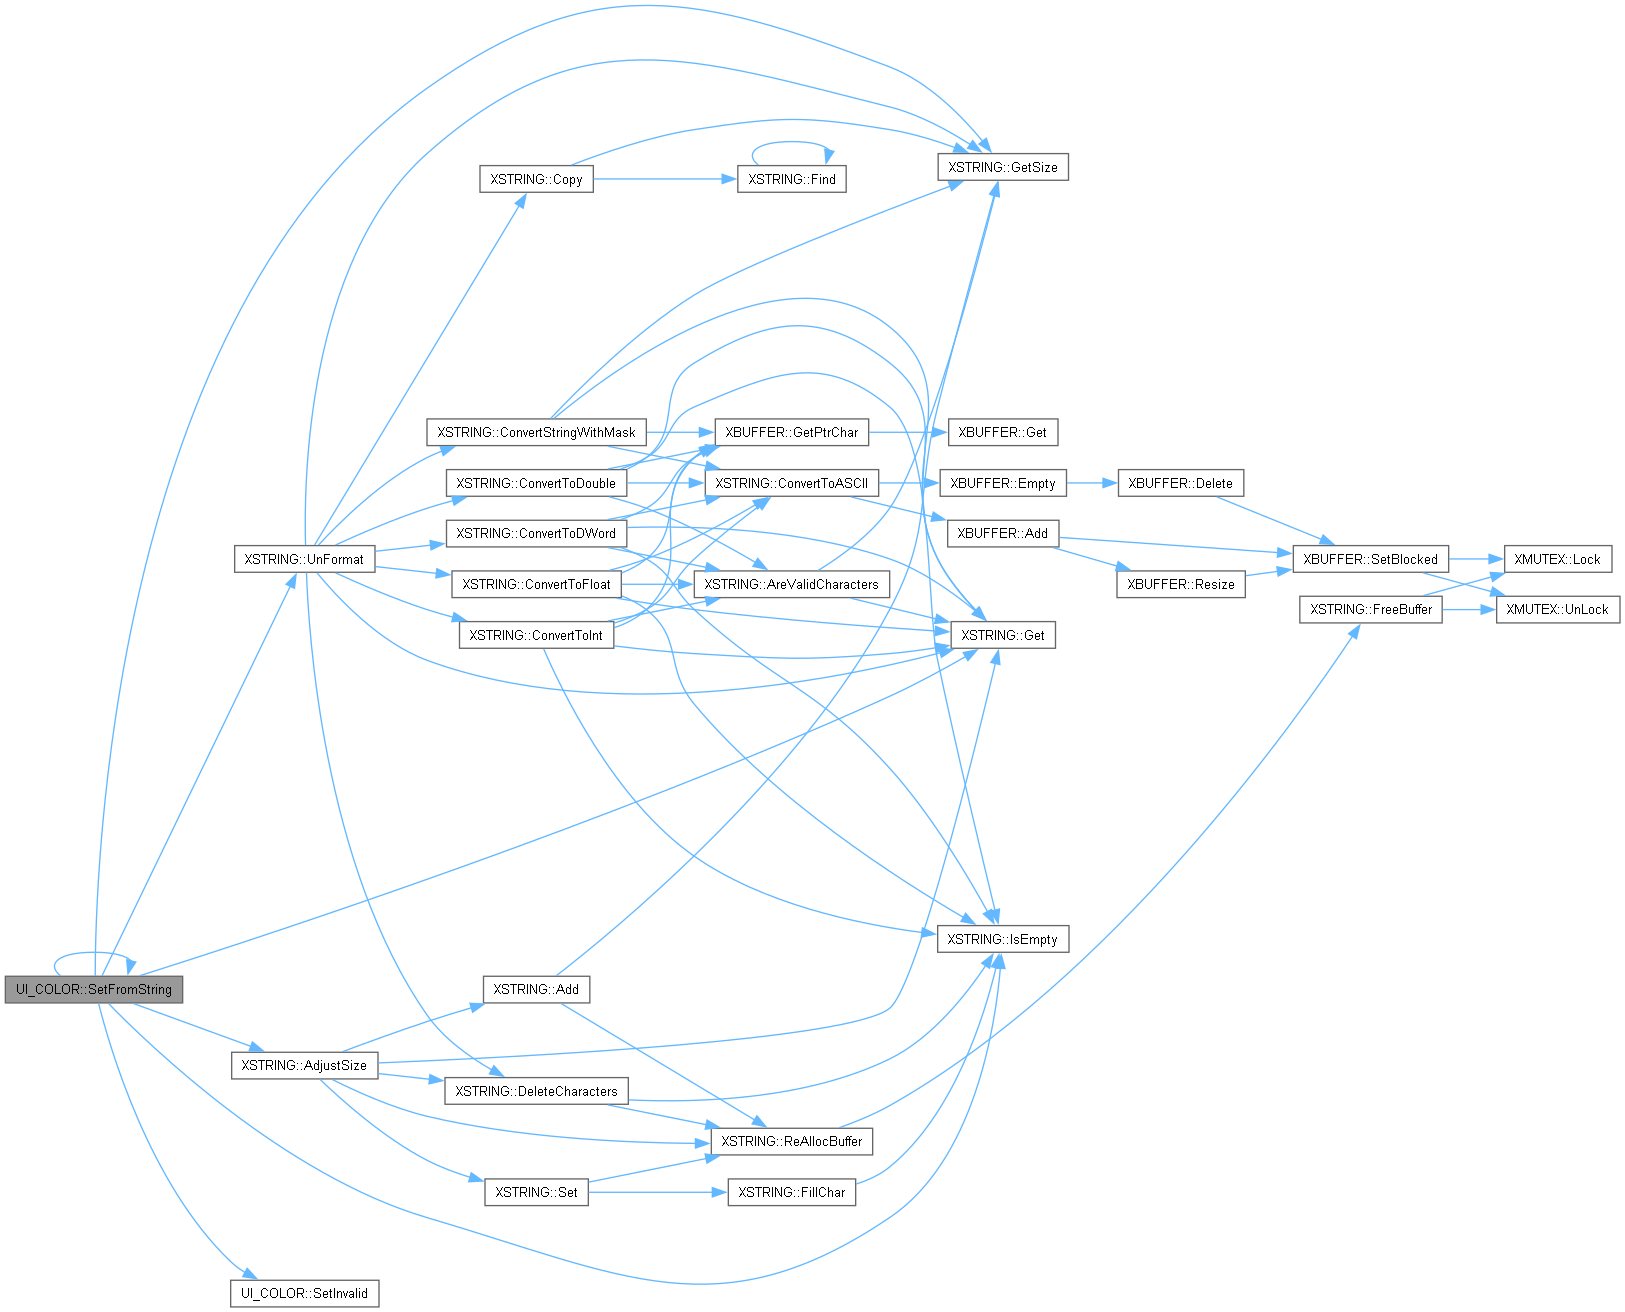 XSTRING::GetSize
XSTRING::Copy
XSTRING::Find
XSTRING::ConvertStringWithMask
XBUFFER::GetPtrChar
XBUFFER::Get
XSTRING::ConvertToDouble
XSTRING::ConvertToASCII
XBUFFER::Empty
XBUFFER::Delete
XSTRING::ConvertToDWord
XBUFFER::Add
XSTRING::UnFormat
XBUFFER::SetBlocked
XMUTEX::Lock
XSTRING::ConvertToFloat
XSTRING::AreValidCharacters
XBUFFER::Resize
XSTRING::FreeBuffer
XMUTEX::UnLock
XSTRING::ConvertToInt
XSTRING::Get
XSTRING::IsEmpty
UI_COLOR::SetFromString
XSTRING::Add
XSTRING::AdjustSize
XSTRING::DeleteCharacters
XSTRING::ReAllocBuffer
XSTRING::Set
XSTRING::FillChar
UI_COLOR::SetInvalid